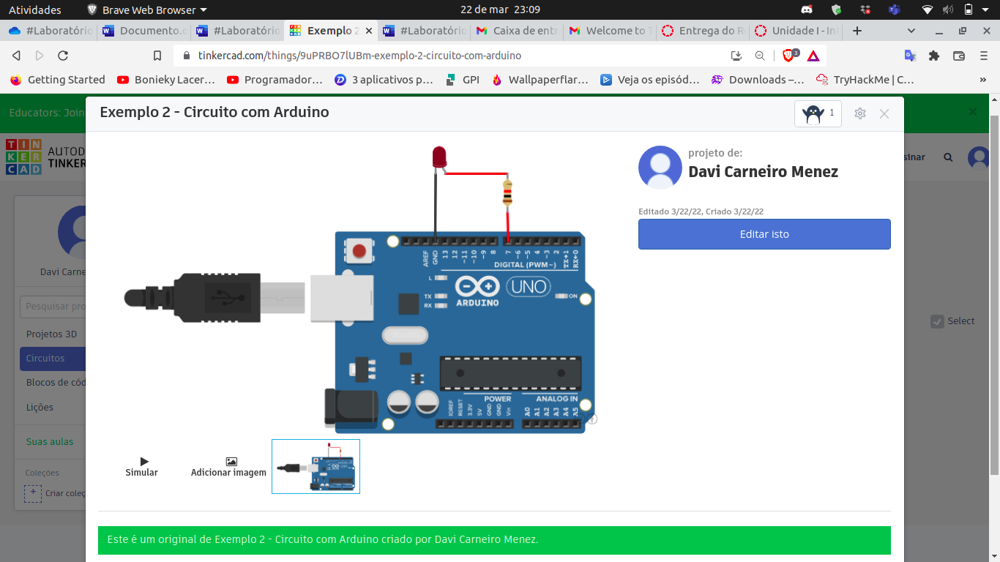 Atividades
Brave Web Browser
22 de mar 23:09
#Laboratório
Documento.d
#Laboratório
Exemplo 2
#Laboratório
Caixa de entr
Welcome to T
Entrega do R
Unidade I - In
tinkercad.com/things/9uPRBO7lUBm-exemplo-2-circuito-com-arduino
3
Getting Started
Bonieky Lacer…
Programador…
3 aplicativos p…
GPI
Wallpaperflar…
Veja os episód…
Downloads –…
TryHackMe | C…
»
Educators: Join
Exemplo 2 - Circuito com Arduino
1
TIN
KER
CAD
AUTOD
TINKER
sinar
projeto de:
Davi Carneiro Menez
Editado 3/22/22, Criado 3/22/22
Editar isto
Davi Carne
Pesquisar pro
Projetos 3D
Circuitos
Blocos de cód
Lições
Suas aulas
Coleções
Criar coleç
Select
AREF
GND
13
12
~11
~10
~9
8
7
~6
~5
~4
~3
2
TX→1
RX←0
DIGITAL (PWM~)
L
TX
RX
ARDUINO
UNO
ON
POWER
ANALOG IN
IOREF
RESET
3.3V
5V
GND
GND
Vin
A0
A1
A2
A3
A4
A5
Simular
Adicionar imagem
Este é um original de Exemplo 2 - Circuito com Arduino criado por Davi Carneiro Menez.